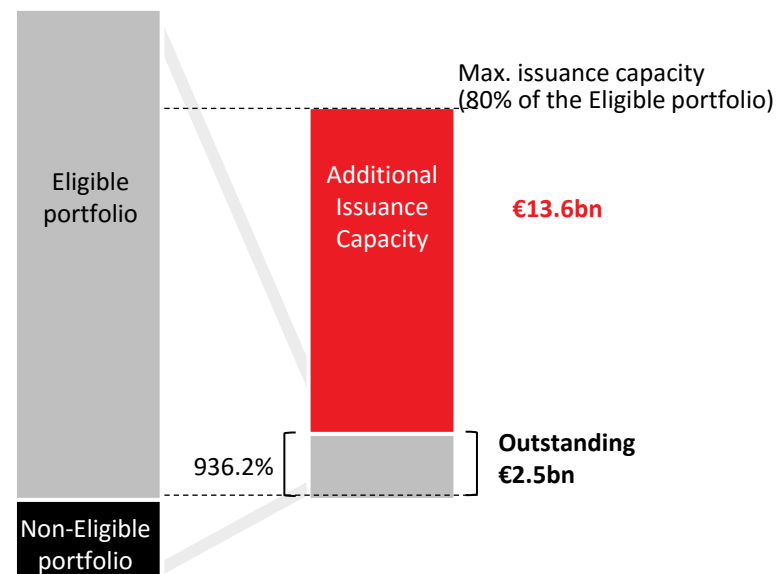 Max. issuance capacity
(80% of the Eligible portfolio)
Eligible
portfolio
Additional
Issuance
Capacity
€13.6bn
936.2%
Outstanding
€2.5bn
Non-Eligible
portfolio